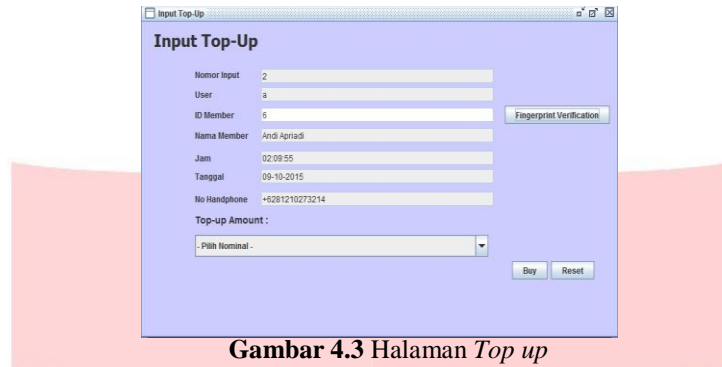 Input Top-Up
Input Top-Up
Nomor Input 2
User a
ID Member 6 Fingerprint Verification
Nama Member Andi Apriadi
Jam 02:09:55
Tanggal 09-10-2015
No Handphone +6281210273214
Top-up Amount :
- Pilih Nominal -
Buy Reset
Gambar 4.3 Halaman Top up